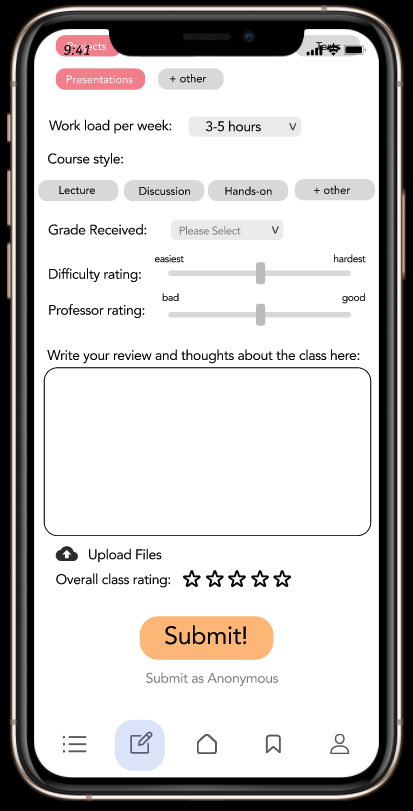 9:41
Tests
Presentations + other
Work load per week: 3-5 hours v
Course style:
Lecture Discussion Hands-on + other
Grade Received: Please Select v
easiest hardest
Difficulty rating:
bad good
Professor rating:
Write your review and thoughts about the class here:
Upload Files
Overall class rating:
Submit!
Submit as Anonymous